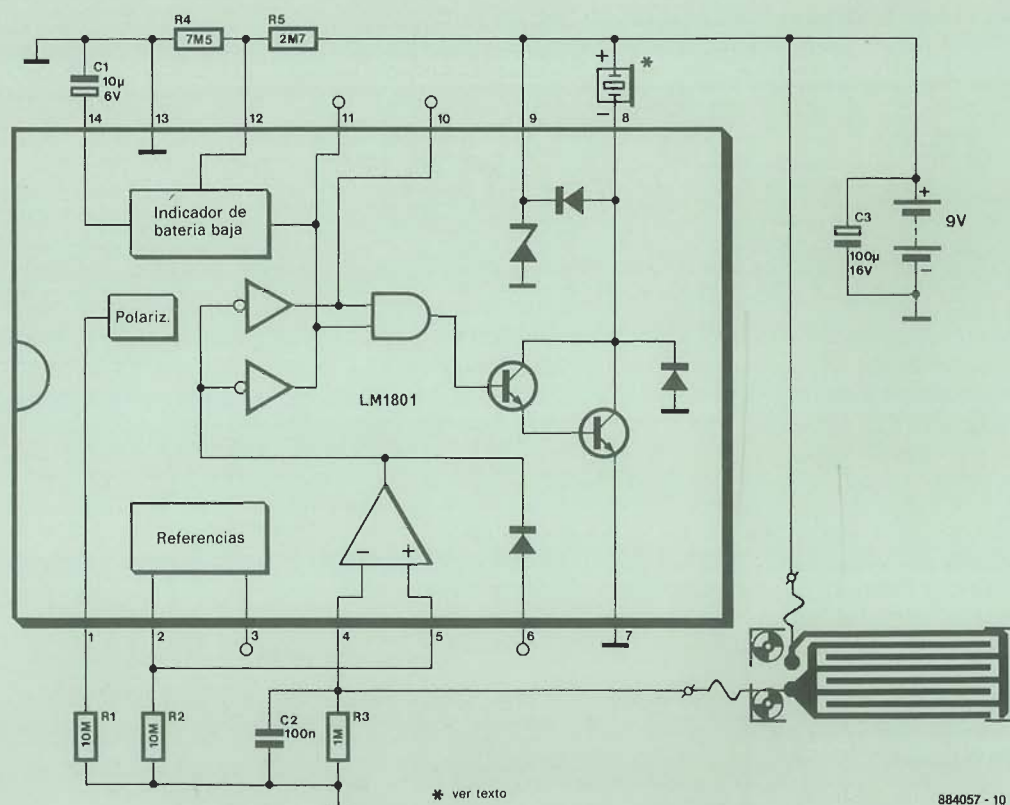 R4
7M5
R5
2M7
C1
10µ
6V
+
*
−
14
13
12
11
10
9
8
Indicador de
bateria baja
Polariz.
LM1801
C3
100µ
16V
+
9V
−
Referencias
−
+
1
2
3
4
5
6
7
R1
10M
R2
10M
C2
100n
R3
1M
* ver texto
884057 - 10